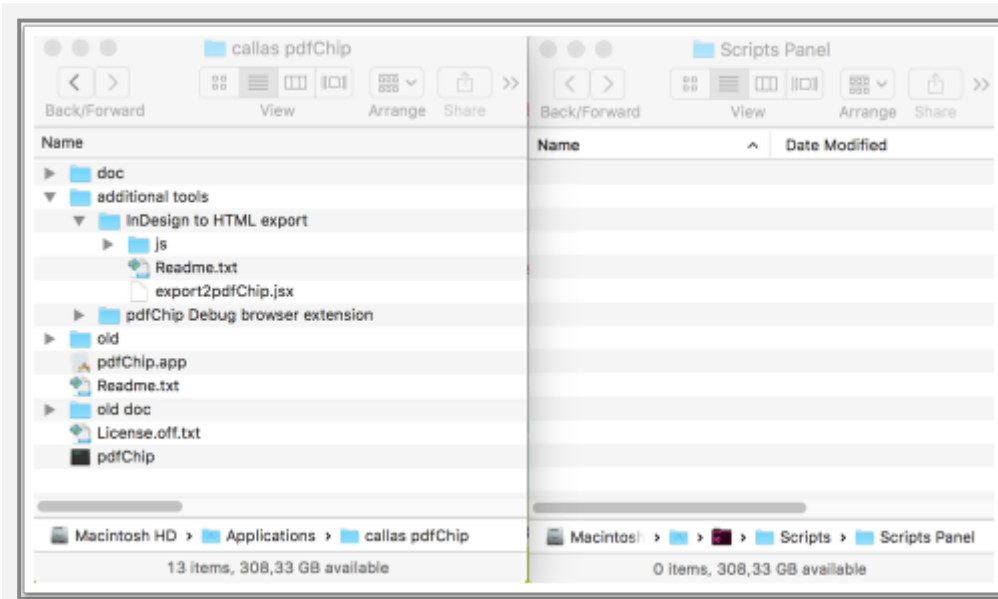 callas pdfChip
Back/Forward View Arrange Share
Name
doc
additional tools
InDesign to HTML export
js
Readme.txt
export2pdfChip.jsx
pdfChip Debug browser extension
old
pdfChip.app
Readme.txt
old doc
License.off.txt
pdfChip
Macintosh HD › Applications › callas pdfChip
13 items, 308,33 GB available
Scripts Panel
Back/Forward View Arrange Share
Name Date Modified
Macintosh › › › Scripts › Scripts Panel
0 items, 308,33 GB available